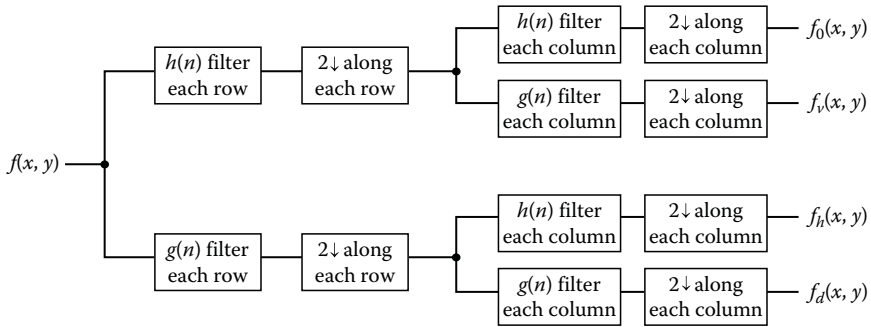 h(n) filter
each column
2↓ along
each column
f0(x, y)
h(n) filter
each row
2↓ along
each row
g(n) filter
each column
2↓ along
each column
fv(x, y)
f(x, y)
h(n) filter
each column
2↓ along
each column
fh(x, y)
g(n) filter
each row
2↓ along
each row
g(n) filter
each column
2↓ along
each column
fd(x, y)